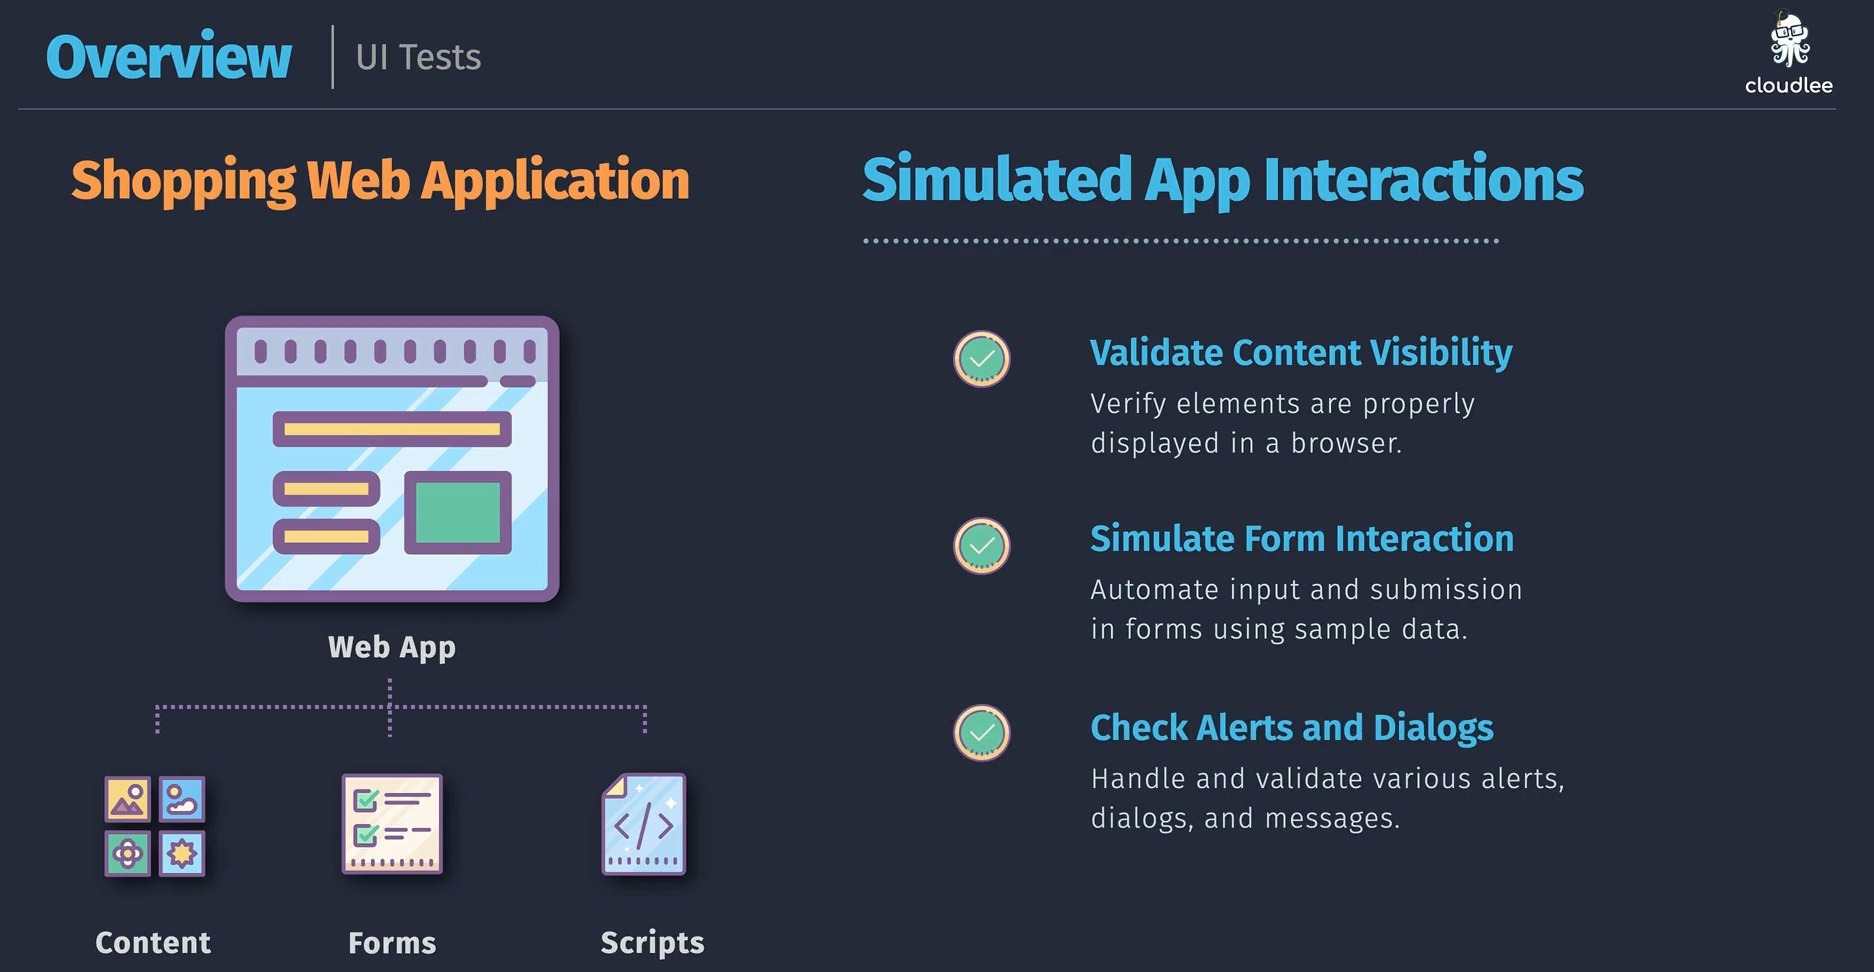 Overview
UI Tests
cloudlee
Shopping Web Application
Web App
Content
Forms
Scripts
Simulated App Interactions
Validate Content Visibility
Verify elements are properly
displayed in a browser.
Simulate Form Interaction
Automate input and submission
in forms using sample data.
Check Alerts and Dialogs
Handle and validate various alerts,
dialogs, and messages.